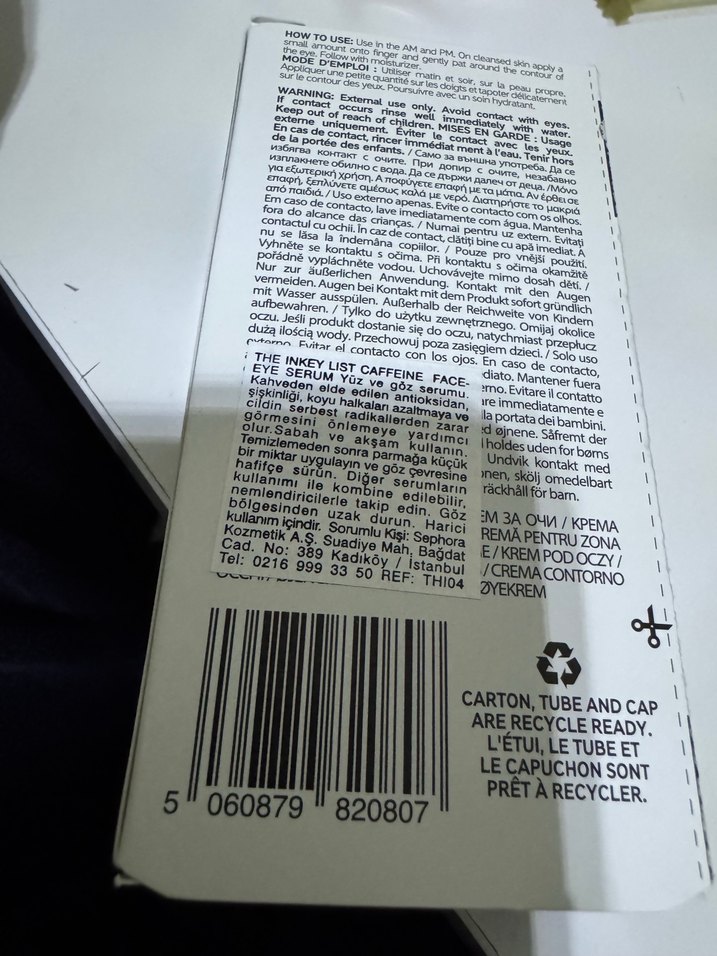 HOW TO USE: Use in the AM and PM. On cleansed skin apply a
small amount onto finger and gently pat around the contour of
the eye. Follow with moisturizer.
MODE D'EMPLOI : Utiliser matin et soir, sur la peau propre.
Appliquer une petite quantité sur les doigts et tapoter délicatement
sur le contour des yeux. Poursuivre avec un soin hydratant.
WARNING: External use only. Avoid contact with eyes.
If contact occurs rinse well immediately with water.
Keep out of reach of children. MISES EN GARDE : Usage
externe uniquement. Éviter le contact avec les yeux.
En cas de contact, rincer immédiat ment à l'eau. Tenir hors
de la portée des enfants. / Само за външна употреба. Да се
избягва контакт с очите. При допир с очите, незабавно
изплакнете обилно с вода. Да се държи далеч от деца. /Μόνο
για εξωτερική χρήση. Α ποφύγετε επαφή με τα μάτια. Αν έρθει σε
επαφή, ξεπλύνετε αμέσως καλά με νερό. Διατηρήστε το μακριά
από παιδιά. / Uso externo apenas. Evite o contacto com os olhos.
Em caso de contacto, lave imediatamente com água. Mantenha
fora do alcance das crianças. / Numai pentru uz extern. Evitați
contactul cu ochii. În caz de contact, clătiți bine cu apă imediat. A
nu se lăsa la îndemâna copiilor. / Pouze pro vnější použití.
Vyhněte se kontaktu s očima. Při kontaktu s očima okamžitě
pořádně vypláchněte vodou. Uchovávejte mimo dosah dětí. /
Nur zur äußerlichen Anwendung. Kontakt mit den Augen
vermeiden. Augen bei Kontakt mit dem Produkt sofort gründlich
mit Wasser ausspülen. Außerhalb der Reichweite von Kindern
aufbewahren. / Tylko do użytku zewnętrznego. Omijaj okolice
oczu. Jeśli produkt dostanie się do oczu, natychmiast przepłucz
dużą ilością wody. Przechowuj poza zasięgiem dzieci. / Solo uso
externo. Evitar el contacto con los ojos. En caso de contacto,
diato. Mantener fuera
rno. Evitare il contatto
re immediatamente e
la portata dei bambini.
d øjnene. Såfremt der
holdes uden for børns
Undvik kontakt med
nen, skölj omedelbart
räckhåll för barn.
THE INKEY LIST CAFFEINE FACE-
EYE SERUM Yüz ve göz serumu.
Kahveden elde edilen antioksidan,
şişkinliği, koyu halkaları azaltmaya ve
cildin serbest radikallerden zarar
görmesini önlemeye yardımcı
olur.Sabah ve akşam kullanın.
Temizlemeden sonra parmağa küçük
bir miktar uygulayın ve göz çevresine
hafifçe sürün. Diğer serumların
kullanımı ile kombine edilebilir,
nemlendiricilerle takip edin. Göz
bölgesinden uzak durun. Harici
kullanım içindir. Sorumlu Kişi: Sephora
Kozmetik A.Ş. Suadiye Mah. Bağdat
Cad. No: 389 Kadıköy / İstanbul
Tel: 0216 999 33 50 REF: THI04
ЕМ ЗА ОЧИ / ΚΡΕΜΑ
REMĂ PENTRU ZONA
E / KREM POD OCZY /
/ CREMA CONTORNO
ØYEKREM
CARTON, TUBE AND CAP
ARE RECYCLE READY.
L'ÉTUI, LE TUBE ET
LE CAPUCHON SONT
PRÊT À RECYCLER.
5 060879 820807